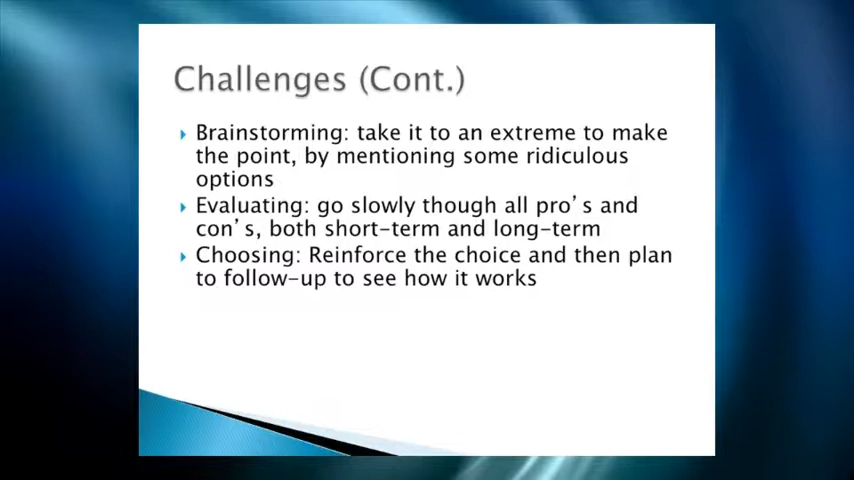 Challenges (Cont.)
Brainstorming: take it to an extreme to make
the point, by mentioning some ridiculous
options
Evaluating: go slowly though all pro’s and
con’s, both short-term and long-term
Choosing: Reinforce the choice and then plan
to follow-up to see how it works